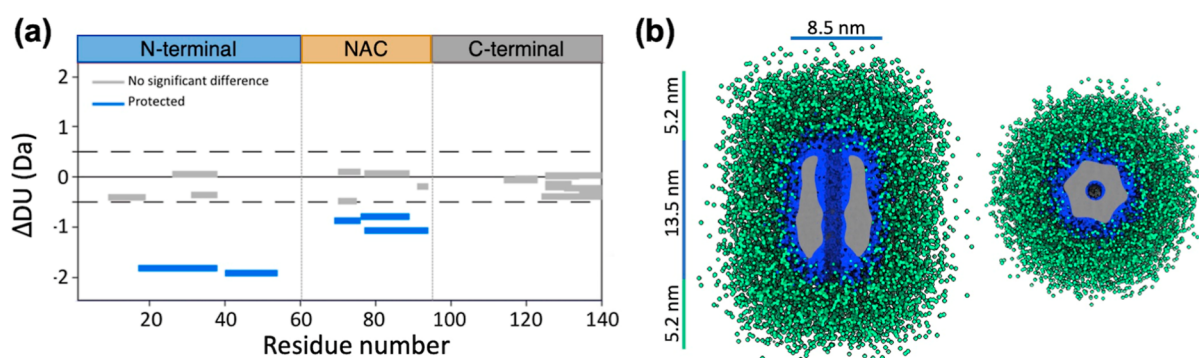 (a)
N-terminal NAC C-terminal
No significant difference
Protected
ΔDU (Da)
2
1
0
-1
-2
20 40 60 80 100 120 140
Residue number
(b)
8.5 nm
5.2 nm
13.5 nm
5.2 nm